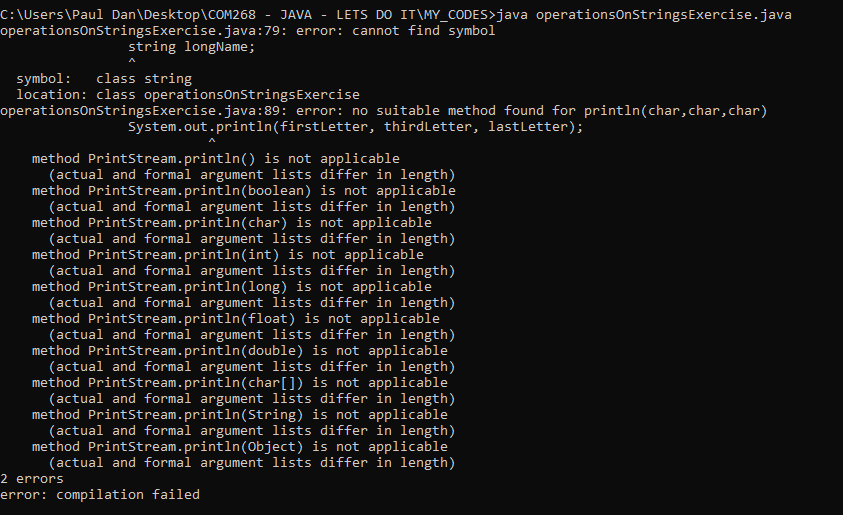 C:\Users\Paul Dan\Desktop\COM268 - JAVA - LETS DO IT\MY_CODES>java operationsOnStringsExercise.java
operationsOnStringsExercise.java:79: error: cannot find symbol
                string longName;
                ^
  symbol:   class string
  location: class operationsOnStringsExercise
operationsOnStringsExercise.java:89: error: no suitable method found for println(char,char,char)
                System.out.println(firstLetter, thirdLetter, lastLetter);
                          ^
    method PrintStream.println() is not applicable
      (actual and formal argument lists differ in length)
    method PrintStream.println(boolean) is not applicable
      (actual and formal argument lists differ in length)
    method PrintStream.println(char) is not applicable
      (actual and formal argument lists differ in length)
    method PrintStream.println(int) is not applicable
      (actual and formal argument lists differ in length)
    method PrintStream.println(long) is not applicable
      (actual and formal argument lists differ in length)
    method PrintStream.println(float) is not applicable
      (actual and formal argument lists differ in length)
    method PrintStream.println(double) is not applicable
      (actual and formal argument lists differ in length)
    method PrintStream.println(char[]) is not applicable
      (actual and formal argument lists differ in length)
    method PrintStream.println(String) is not applicable
      (actual and formal argument lists differ in length)
    method PrintStream.println(Object) is not applicable
      (actual and formal argument lists differ in length)
2 errors
error: compilation failed